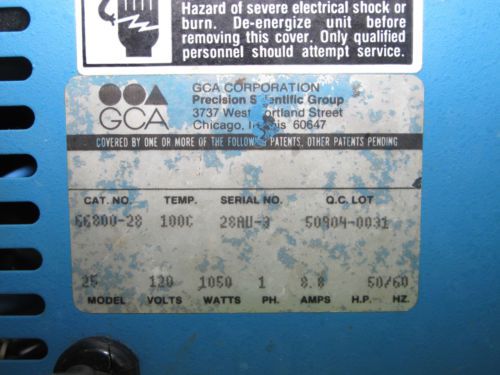 Hazard of severe electrical shock or
burn. De-energize unit before
removing this cover. Only qualified
personnel should attempt service.
GCA
GCA CORPORATION
Precision Scientific Group
3737 West Cortland Street
Chicago, Illinois 60647
COVERED BY ONE OR MORE OF THE FOLLOW PATENTS, OTHER PATENTS PENDING
CAT. NO. TEMP. SERIAL NO. Q.C. LOT
66800-28 100C 28AU-3 50904-0031
25 120 1050 1 8.8 50/60
MODEL VOLTS WATTS PH. AMPS H.P. HZ.